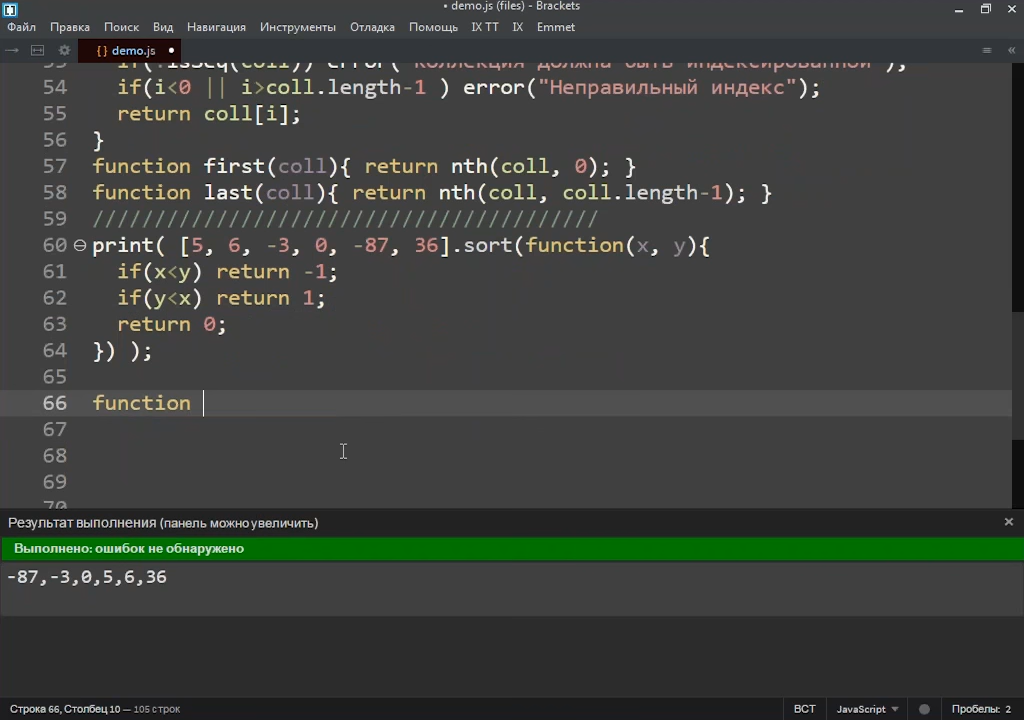 • demo.js (files) - Brackets
Файл Правка Поиск Вид Навигация Инструменты Отладка Помощь IX TT IX Emmet
{} demo.js •
54 if(i<0 || i>coll.length-1 ) error("Неправильный индекс");
55 return coll[i];
56 }
57 function first(coll){ return nth(coll, 0); }
58 function last(coll){ return nth(coll, coll.length-1); }
59 /////////////////////////////////////////
60 print( [5, 6, -3, 0, -87, 36].sort(function(x, y){
61 if(x<y) return -1;
62 if(y<x) return 1;
63 return 0;
64 }) );
65
66 function
67
68
69
70
Результат выполнения (панель можно увеличить)
Выполнено: ошибок не обнаружено
-87,-3,0,5,6,36
Строка 66, Столбец 10 — 105 строк
ВСТ JavaScript Пробелы: 2